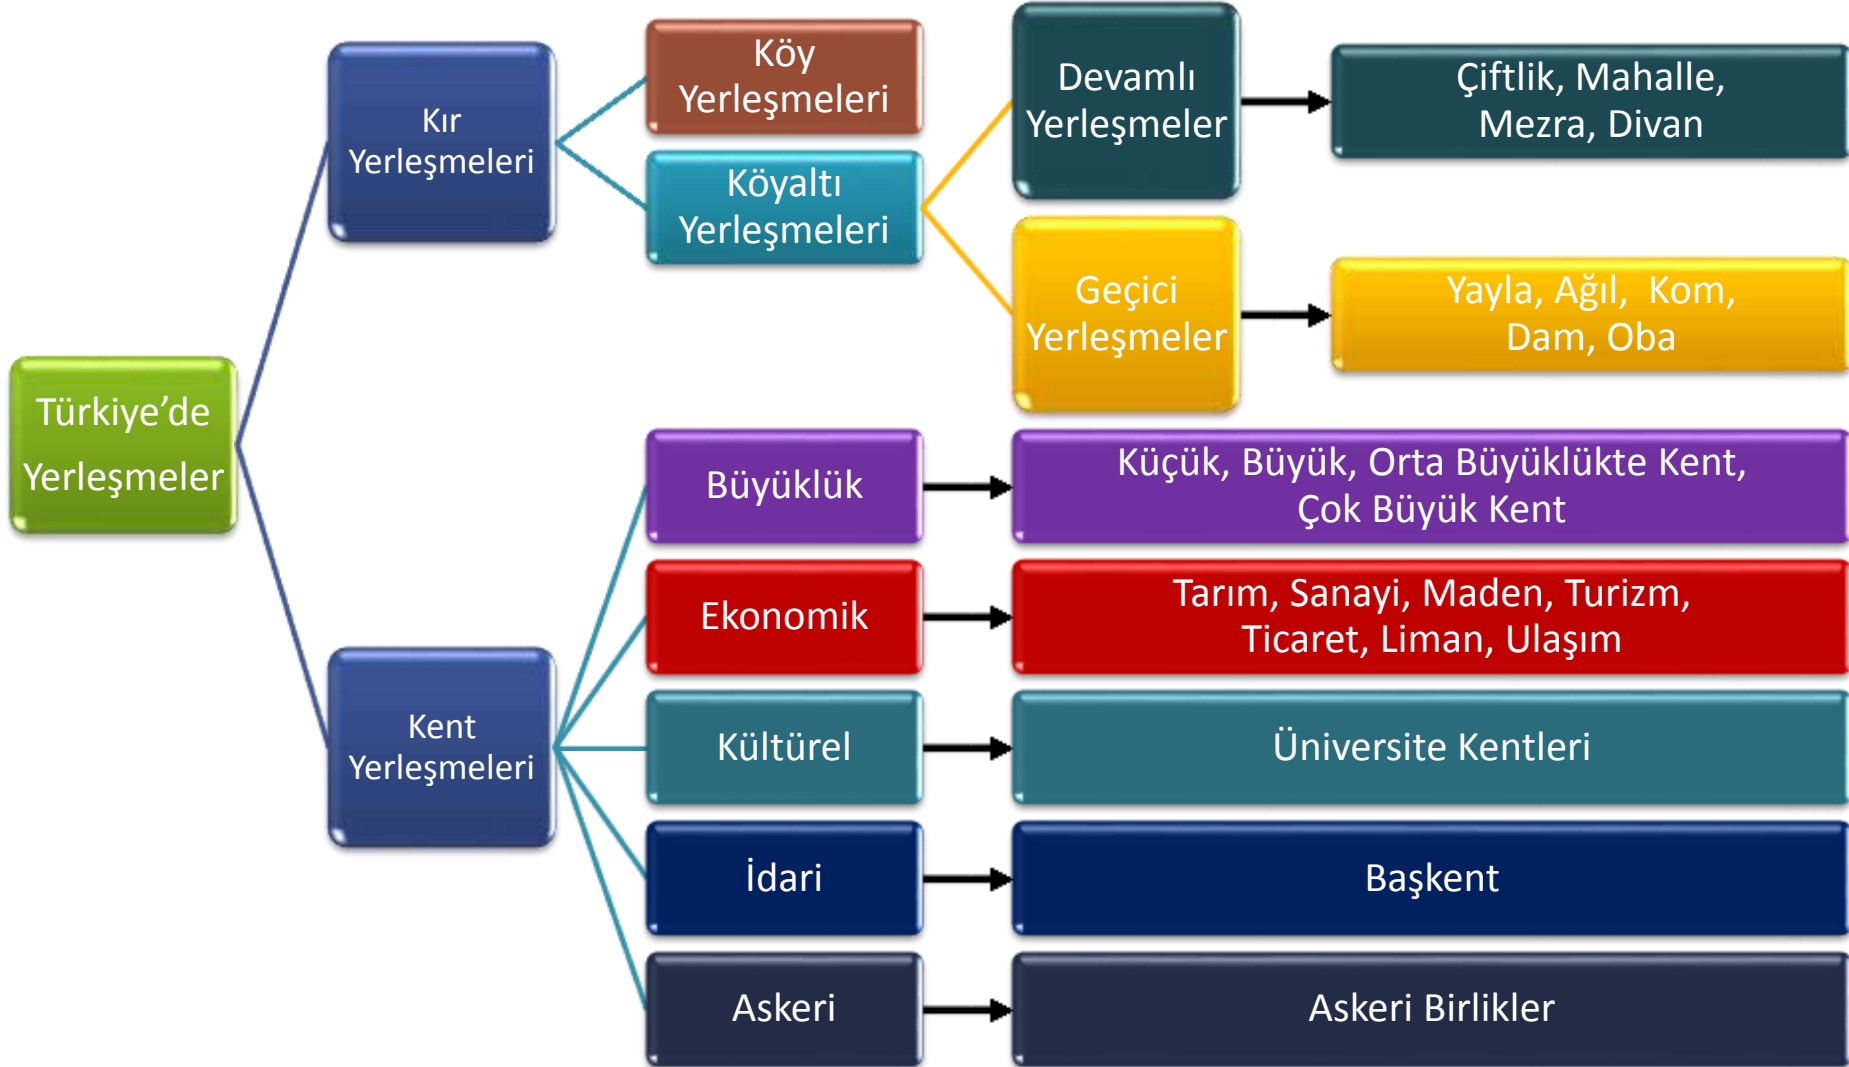 Türkiye’de
Yerleşmeler
Kır
Yerleşmeleri
Köy
Yerleşmeleri
Köyaltı
Yerleşmeleri
Devamlı
Yerleşmeler
Çiftlik, Mahalle,
Mezra, Divan
Geçici
Yerleşmeler
Yayla, Ağıl, Kom,
Dam, Oba
Kent
Yerleşmeleri
Büyüklük
Küçük, Büyük, Orta Büyüklükte Kent,
Çok Büyük Kent
Ekonomik
Tarım, Sanayi, Maden, Turizm,
Ticaret, Liman, Ulaşım
Kültürel
Üniversite Kentleri
İdari
Başkent
Askeri
Askeri Birlikler